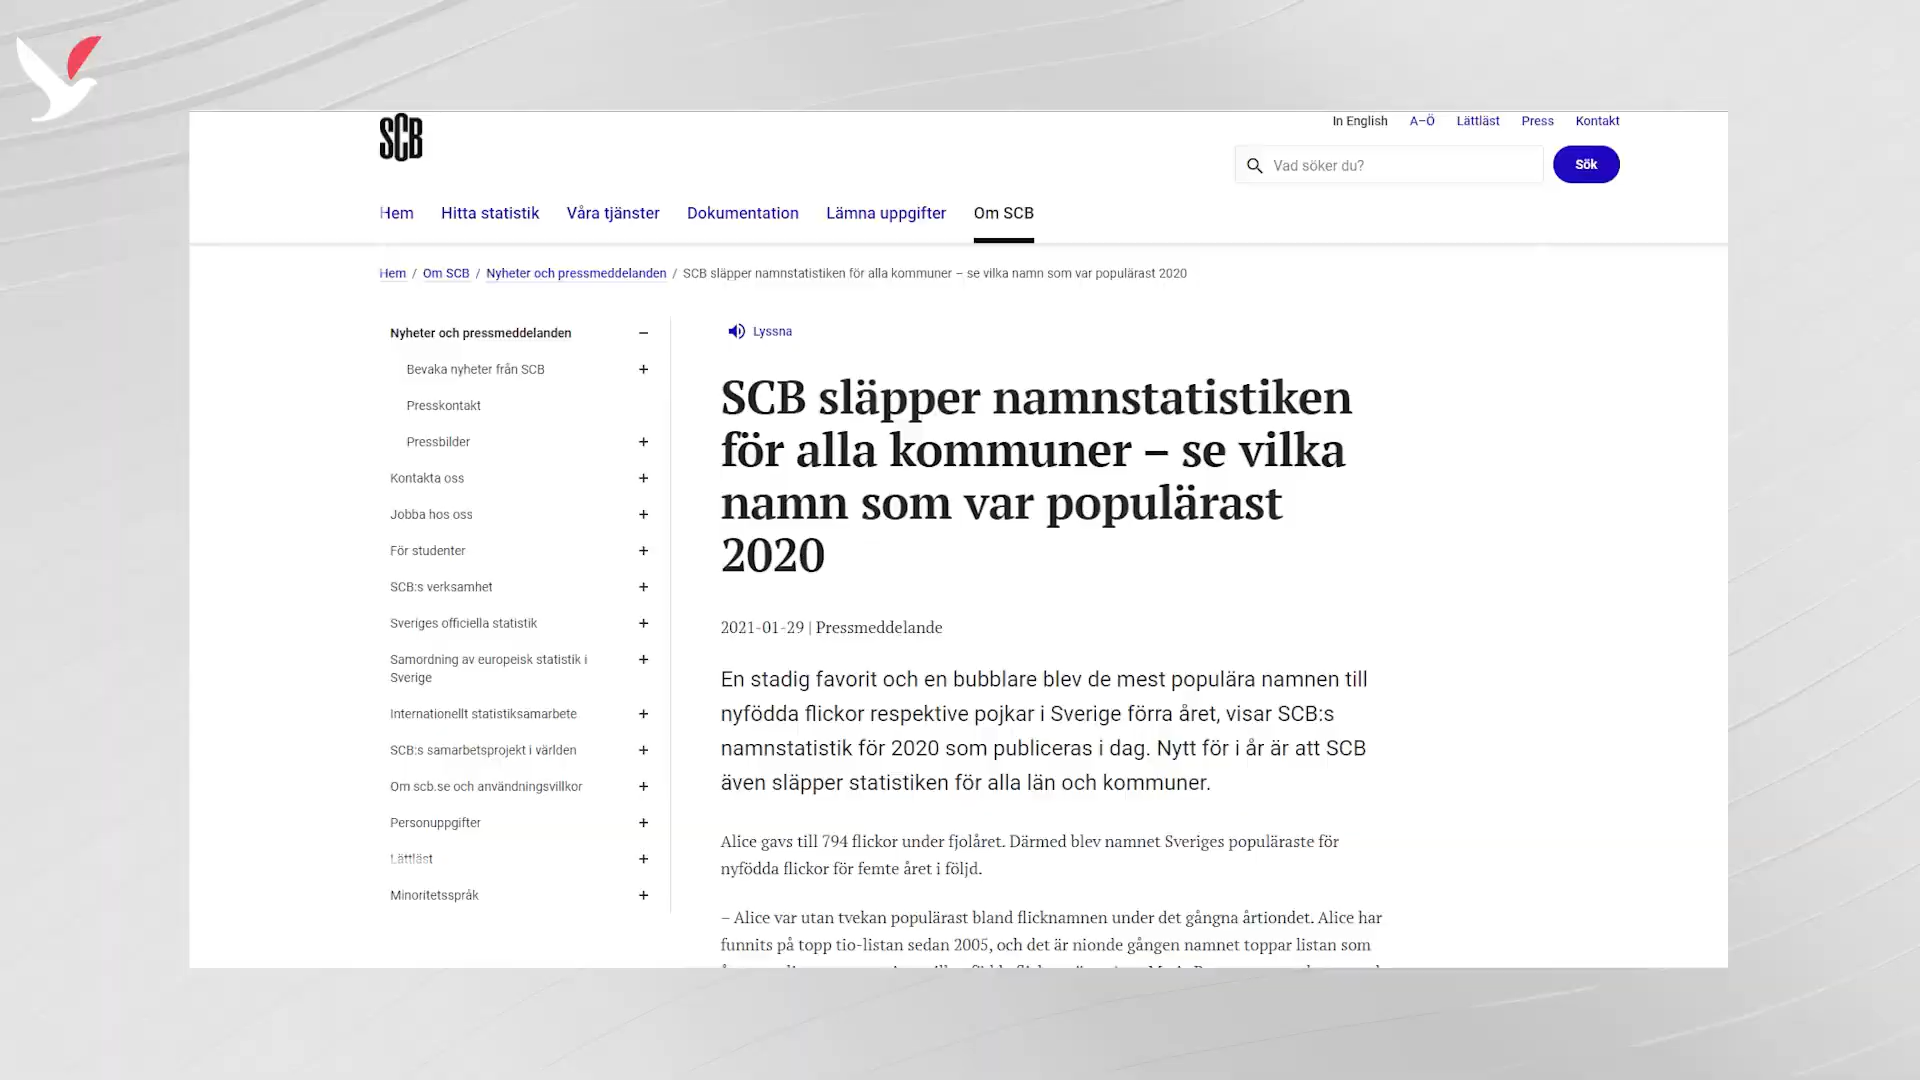 SCB
In English A–Ö Lättläst Press Kontakt
Vad söker du? Sök
Hem Hitta statistik Våra tjänster Dokumentation Lämna uppgifter Om SCB
Hem / Om SCB / Nyheter och pressmeddelanden / SCB släpper namnstatistiken för alla kommuner – se vilka namn som var populärast 2020
Nyheter och pressmeddelanden –
Bevaka nyheter från SCB +
Presskontakt
Pressbilder +
Kontakta oss +
Jobba hos oss +
För studenter +
SCB:s verksamhet +
Sveriges officiella statistik +
Samordning av europeisk statistik i +
Sverige
Internationellt statistiksamarbete +
SCB:s samarbetsprojekt i världen +
Om scb.se och användningsvillkor +
Personuppgifter +
Lättläst +
Minoritetsspråk +
Lyssna
SCB släpper namnstatistiken
för alla kommuner – se vilka
namn som var populärast
2020
2021-01-29 | Pressmeddelande
En stadig favorit och en bubblare blev de mest populära namnen till
nyfödda flickor respektive pojkar i Sverige förra året, visar SCB:s
namnstatistik för 2020 som publiceras i dag. Nytt för i år är att SCB
även släpper statistiken för alla län och kommuner.
Alice gavs till 794 flickor under fjolåret. Därmed blev namnet Sveriges populäraste för
nyfödda flickor för femte året i följd.
– Alice var utan tvekan populärast bland flicknamnen under det gångna årtiondet. Alice har
funnits på topp tio-listan sedan 2005, och det är nionde gången namnet toppar listan som